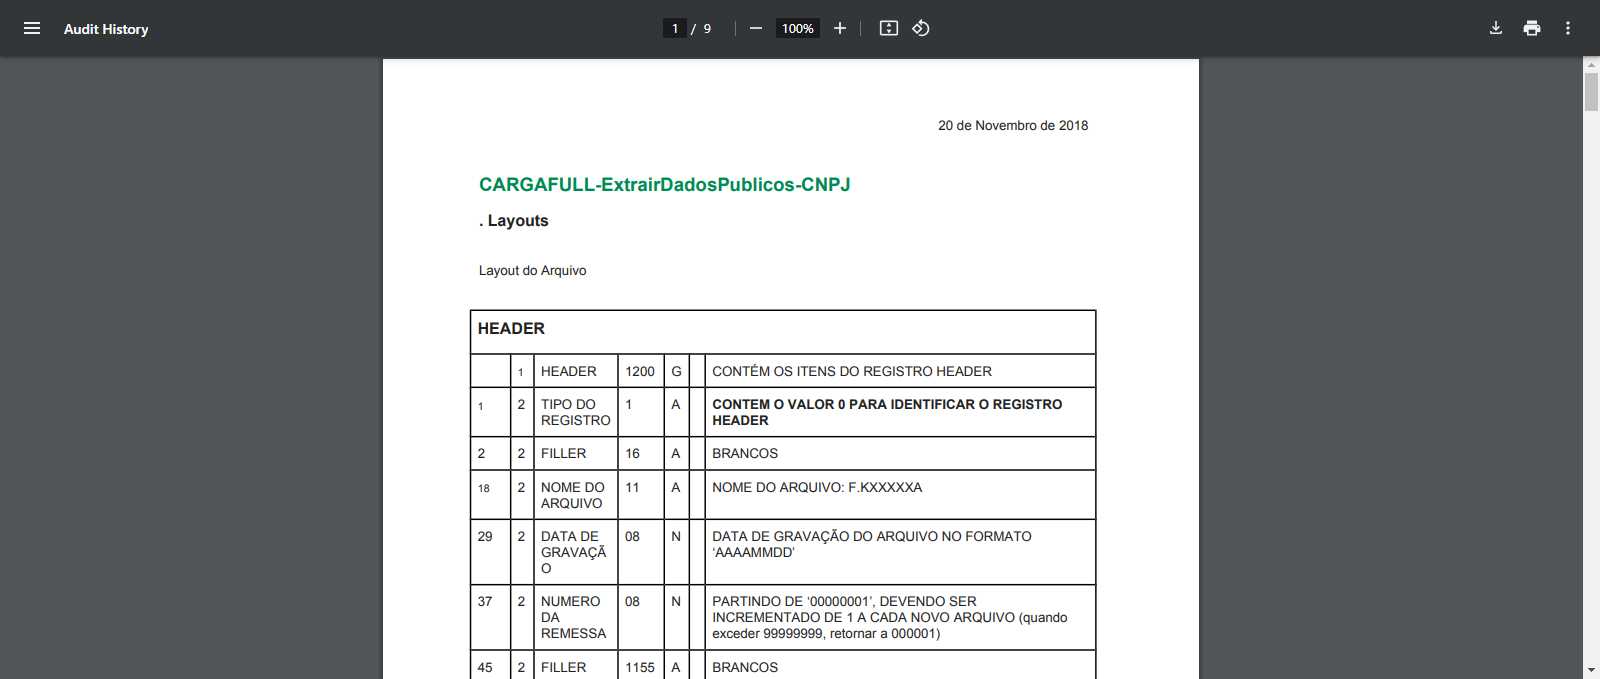 Audit History
1 / 9
100%
20 de Novembro de 2018
CARGAFULL-ExtrairDadosPublicos-CNPJ
. Layouts
Layout do Arquivo
HEADER
1 HEADER 1200 G CONTÉM OS ITENS DO REGISTRO HEADER
1 2 TIPO DO REGISTRO 1 A CONTEM O VALOR 0 PARA IDENTIFICAR O REGISTRO HEADER
2 2 FILLER 16 A BRANCOS
18 2 NOME DO ARQUIVO 11 A NOME DO ARQUIVO: F.KXXXXXA
29 2 DATA DE GRAVAÇÃO 08 N DATA DE GRAVAÇÃO DO ARQUIVO NO FORMATO ‘AAAAMMDD’
37 2 NUMERO DA REMESSA 08 N PARTINDO DE ‘00000001’, DEVENDO SER INCREMENTADO DE 1 A CADA NOVO ARQUIVO (quando exceder 99999999, retornar a 000001)
45 2 FILLER 1155 A BRANCOS